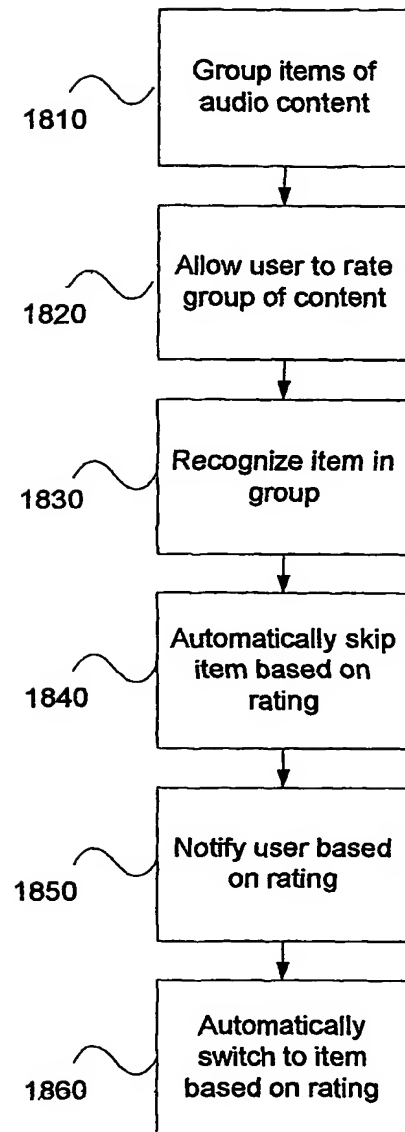 Group items of
audio content
1810
Allow user to rate
group of content
1820
Recognize item in
group
1830
Automatically skip
item based on
rating
1840
Notify user based
on rating
1850
Automatically
switch to item
based on rating
1860